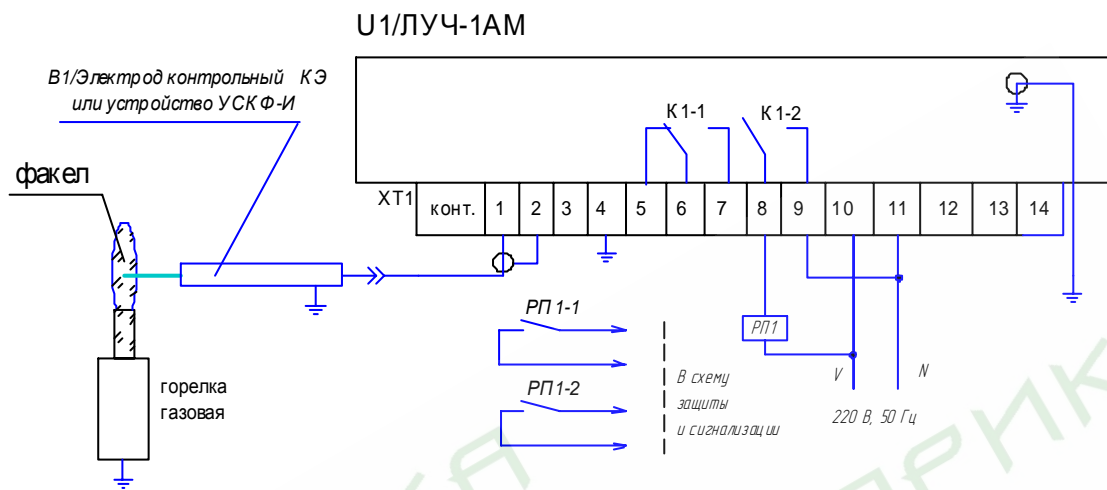 U1/ЛУЧ-1АМ
В1/Электрод контрольный КЭ
или устройство УСКФ-И
факел
К1-1
К1-2
ХТ1
конт. 1 2 3 4 5 6 7 8 9 10 11 12 13 14
РП1-1
РП1
РП1-2
В схему
защиты
и сигнализации
V
N
220 В, 50 Гц
горелка
газовая